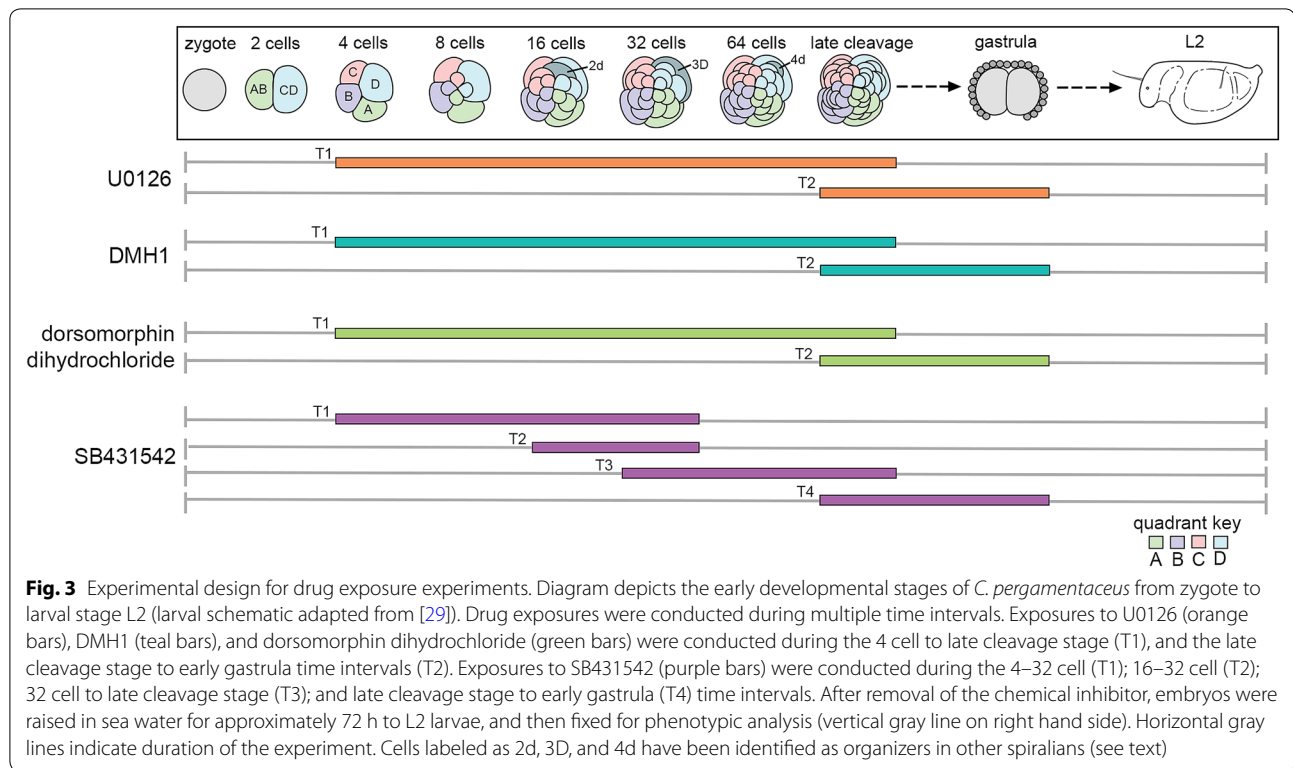 zygote 2 cells 4 cells 8 cells 16 cells 32 cells 64 cells late cleavage gastrula L2
2d 3D 4d
AB CD C D B A
T1
U0126
T2
T1
DMH1
T2
dorsomorphin
T1
dihydrochloride
T2
T1
T2
SB431542
T3
T4
quadrant key
A B C D
Fig. 3 Experimental design for drug exposure experiments. Diagram depicts the early developmental stages of C. pergamentaceus from zygote to
larval stage L2 (larval schematic adapted from [29]). Drug exposures were conducted during multiple time intervals. Exposures to U0126 (orange
bars), DMH1 (teal bars), and dorsomorphin dihydrochloride (green bars) were conducted during the 4 cell to late cleavage stage (T1), and the late
cleavage stage to early gastrula time intervals (T2). Exposures to SB431542 (purple bars) were conducted during the 4–32 cell (T1); 16–32 cell (T2);
32 cell to late cleavage stage (T3); and late cleavage stage to early gastrula (T4) time intervals. After removal of the chemical inhibitor, embryos were
raised in sea water for approximately 72 h to L2 larvae, and then fixed for phenotypic analysis (vertical gray line on right hand side). Horizontal gray
lines indicate duration of the experiment. Cells labeled as 2d, 3D, and 4d have been identified as organizers in other spiralians (see text)